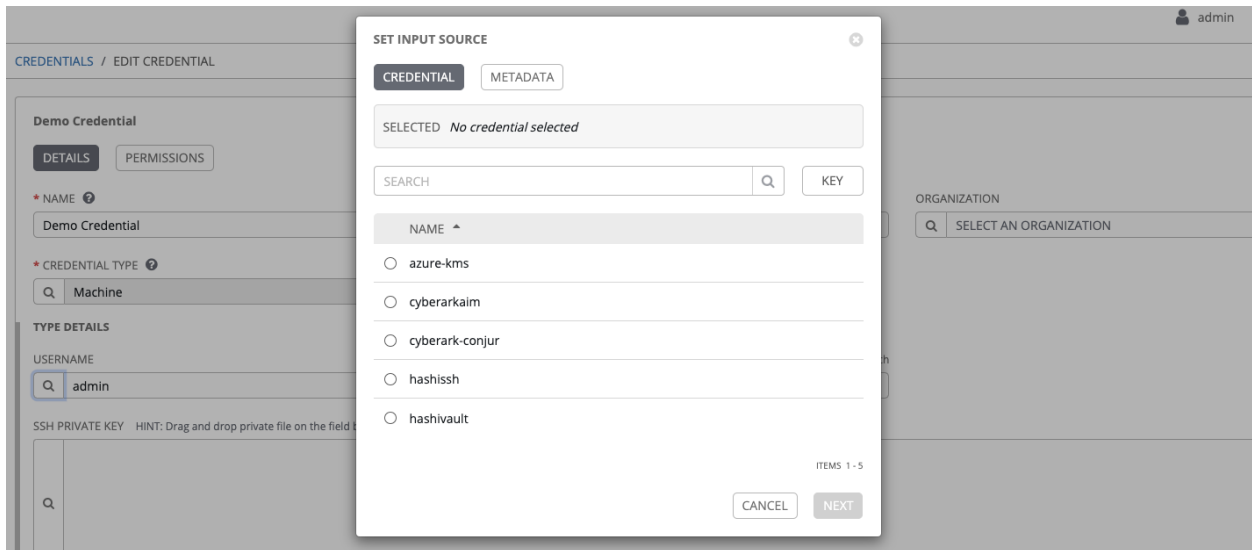 admin
CREDENTIALS / EDIT CREDENTIAL
Demo Credential
DETAILS PERMISSIONS
* NAME
Demo Credential
ORGANIZATION
SELECT AN ORGANIZATION
* CREDENTIAL TYPE
Machine
TYPE DETAILS
USERNAME
admin
SSH PRIVATE KEY HINT: Drag and drop private file on the field
SET INPUT SOURCE
CREDENTIAL METADATA
SELECTED No credential selected
SEARCH KEY
NAME
azure-kms
cyberarkaim
cyberark-conjur
hashissh
hashivault
ITEMS 1 - 5
CANCEL NEXT